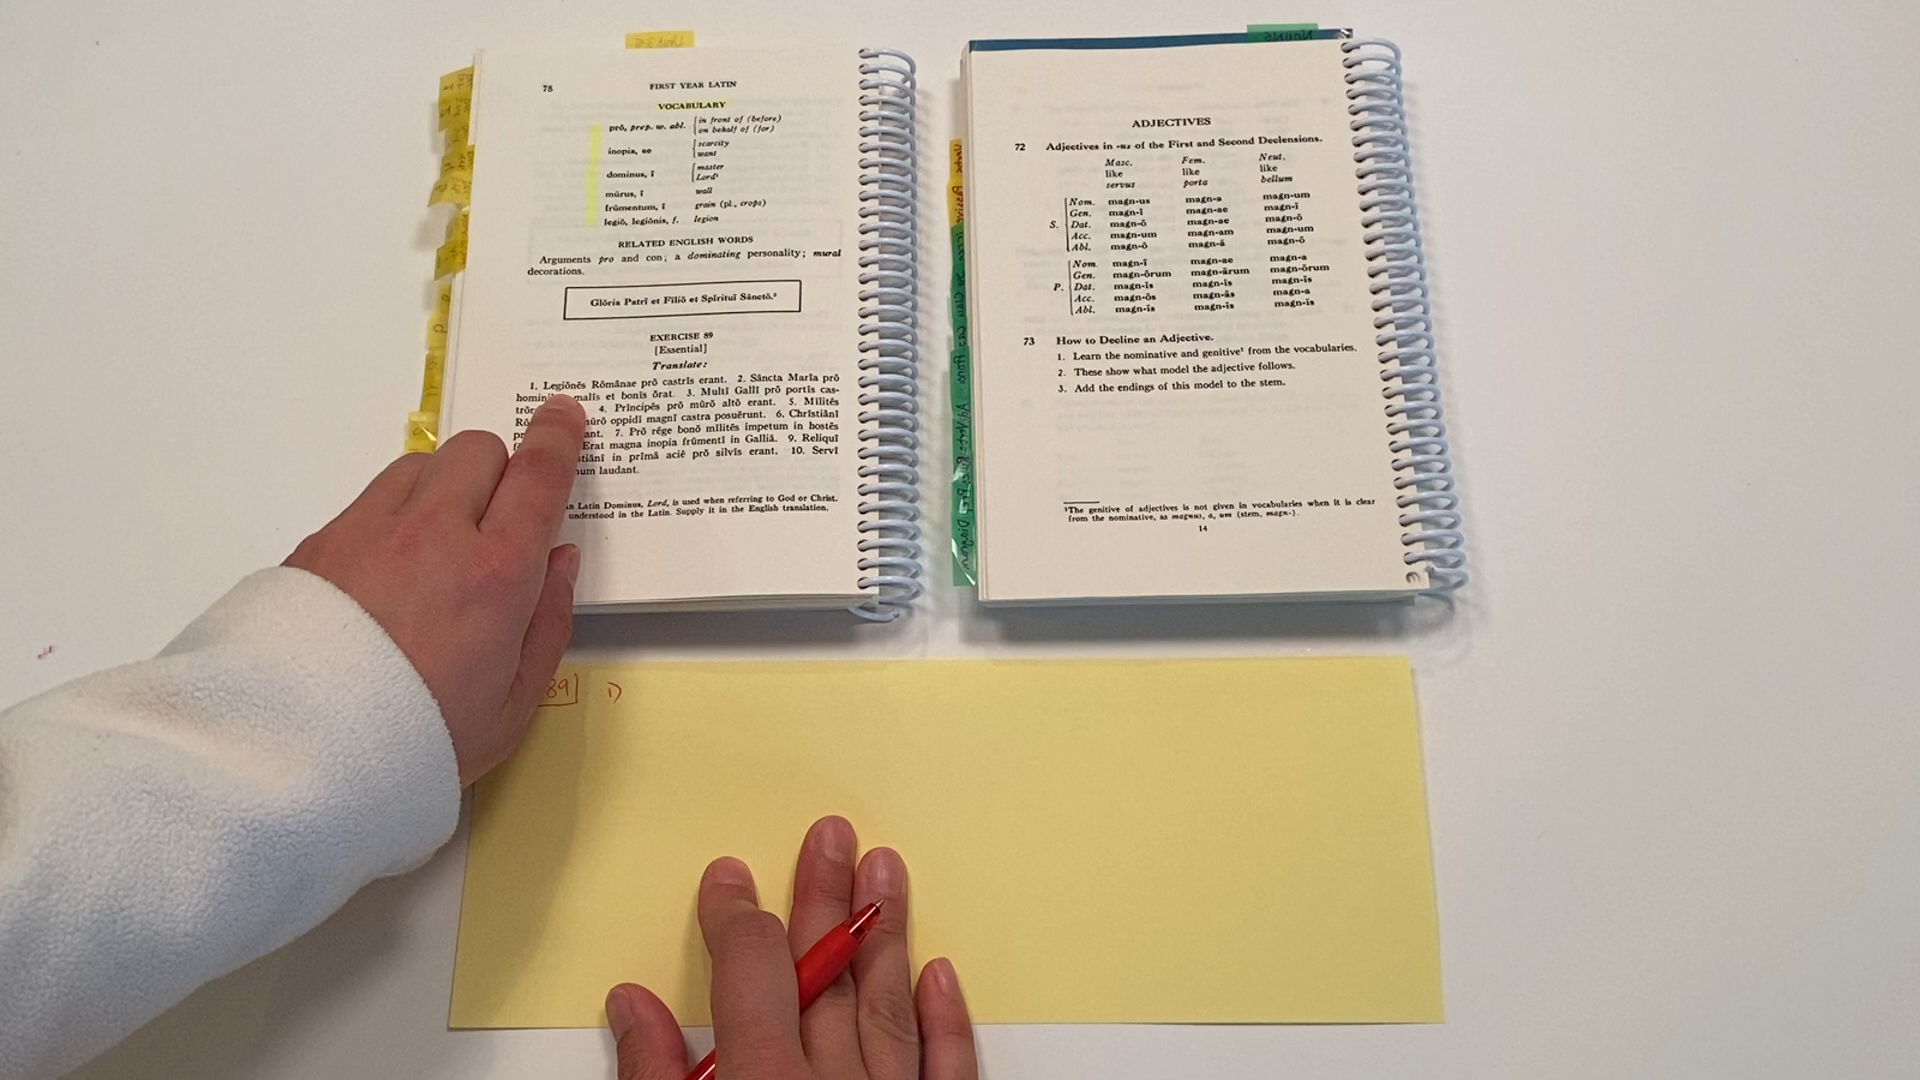 78 FIRST YEAR LATIN
VOCABULARY
prō, prep. w. abl. in front of (before)
on behalf of (for)
inopia, ae scarcity
want
dominus, ī master
Lord¹
mūrus, ī wall
frūmentum, ī grain (pl., crops)
legiō, legiōnis, f. legion
RELATED ENGLISH WORDS
Arguments pro and con; a dominating personality; mural
decorations.
Glōria Patrī et Fīliō et Spīrituī Sānctō.²
EXERCISE 89
[Essential]
Translate:
1. Legiōnēs Rōmānae prō castrīs erant. 2. Sāncta Marīa prō
malīs et bonīs ōrat. 3. Multī Gallī prō portīs cas-
4. Prīncipēs prō mūrō altō erant. 5. Mīlitēs
oppidī magnī castra posuērunt. 6. Chrīstiānī
7. Prō rēge bonō mīlitēs impetum in hostēs
Erat magna inopia frūmentī in Galliā. 9. Reliquī
in prīmā aciē prō silvīs erant. 10. Servī
laudant.
Latin Dominus, Lord, is used when referring to God or Christ.
understood in the Latin. Supply it in the English translation.
NOUNS
ADJECTIVES
72 Adjectives in -us of the First and Second Declensions.
Masc. Fem. Neut.
like like like
servus porta bellum
Nom. magn-us magn-a magn-um
Gen. magn-ī magn-ae magn-ī
S. Dat. magn-ō magn-ae magn-ō
Acc. magn-um magn-am magn-um
Abl. magn-ō magn-ā magn-ō
Nom. magn-ī magn-ae magn-a
Gen. magn-ōrum magn-ārum magn-ōrum
P. Dat. magn-īs magn-īs magn-īs
Acc. magn-ōs magn-ās magn-a
Abl. magn-īs magn-īs magn-īs
73 How to Decline an Adjective.
1. Learn the nominative and genitive¹ from the vocabularies.
2. These show what model the adjective follows.
3. Add the endings of this model to the stem.
¹The genitive of adjectives is not given in vocabularies when it is clear
from the nominative, as magnus, a, um (stem, magn-).
14
89 1)